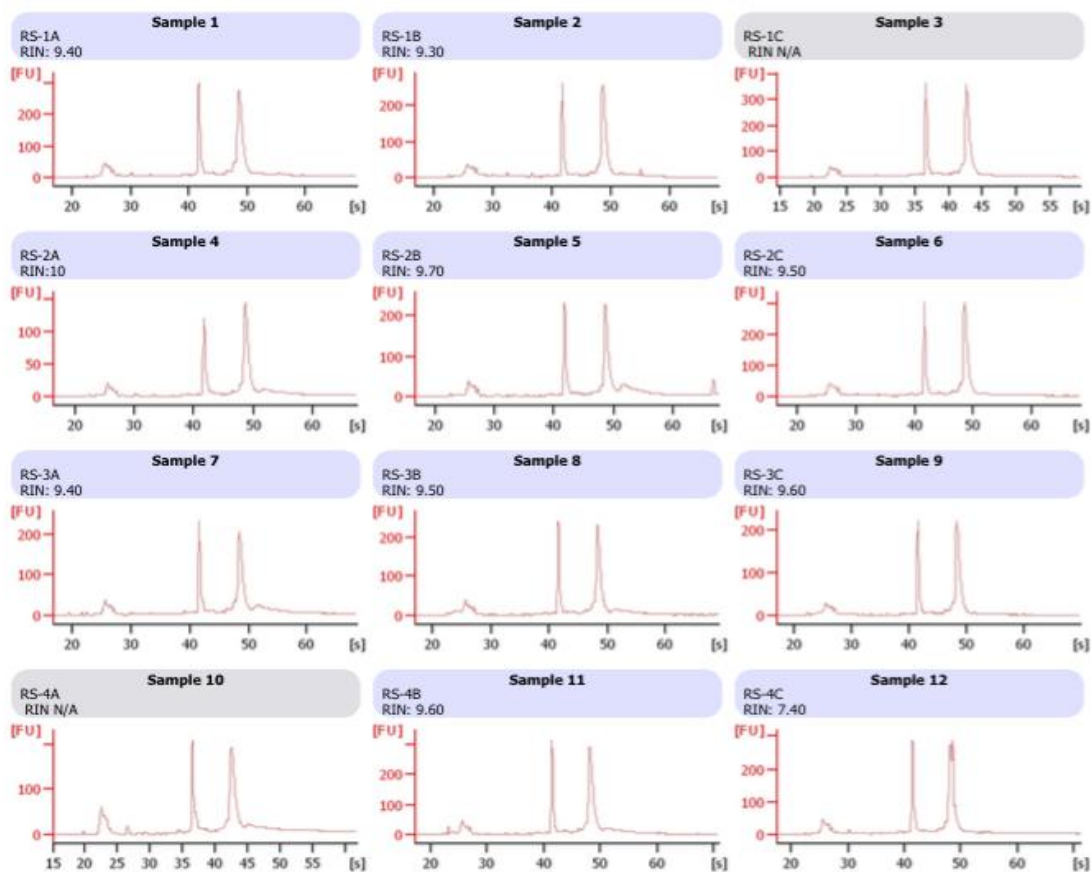 Sample 1
RS-1A
RIN: 9.40
[FU]
200
100
0
20 30 40 50 60 [s]
Sample 2
RS-1B
RIN: 9.30
[FU]
200
100
0
20 30 40 50 60 [s]
Sample 3
RS-1C
RIN N/A
[FU]
300
200
100
0
15 20 25 30 35 40 45 50 55 [s]
Sample 4
RS-2A
RIN:10
[FU]
100
50
0
20 30 40 50 60 [s]
Sample 5
RS-2B
RIN: 9.70
[FU]
200
100
0
20 30 40 50 60 [s]
Sample 6
RS-2C
RIN: 9.50
[FU]
200
100
0
20 30 40 50 60 [s]
Sample 7
RS-3A
RIN: 9.40
[FU]
200
100
0
20 30 40 50 60 [s]
Sample 8
RS-3B
RIN: 9.50
[FU]
200
100
0
20 30 40 50 60 [s]
Sample 9
RS-3C
RIN: 9.60
[FU]
200
100
0
20 30 40 50 60 [s]
Sample 10
RS-4A
RIN N/A
[FU]
100
0
15 20 25 30 35 40 45 50 55 [s]
Sample 11
RS-4B
RIN: 9.60
[FU]
200
100
0
20 30 40 50 60 [s]
Sample 12
RS-4C
RIN: 7.40
[FU]
200
100
0
20 30 40 50 60 [s]